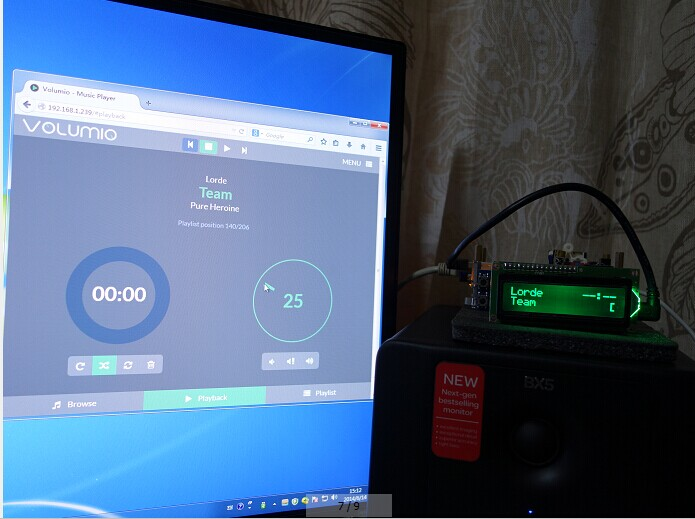 Volumio - Music Player
192.168.1.239/#playback
Google
VOLUMIO
MENU
Lorde
Team
Pure Heroine
Playlist position 140/206
00:00
25
Browse
Playback
Playlist
15:12
2014/6/14
7 / 9
Lorde --:--
Team
NEW
Next-gen
bestselling
monitor
BX5